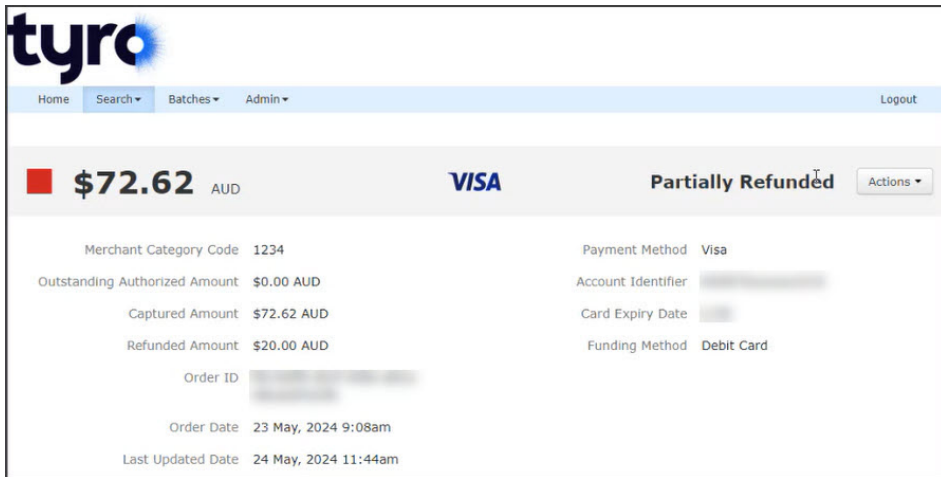 tyro
Home Search Batches Admin Logout
$72.62 AUD VISA Partially Refunded Actions
Merchant Category Code 1234 Payment Method Visa
Outstanding Authorized Amount $0.00 AUD Account Identifier
Captured Amount $72.62 AUD Card Expiry Date
Refunded Amount $20.00 AUD Funding Method Debit Card
Order ID
Order Date 23 May, 2024 9:08am
Last Updated Date 24 May, 2024 11:44am